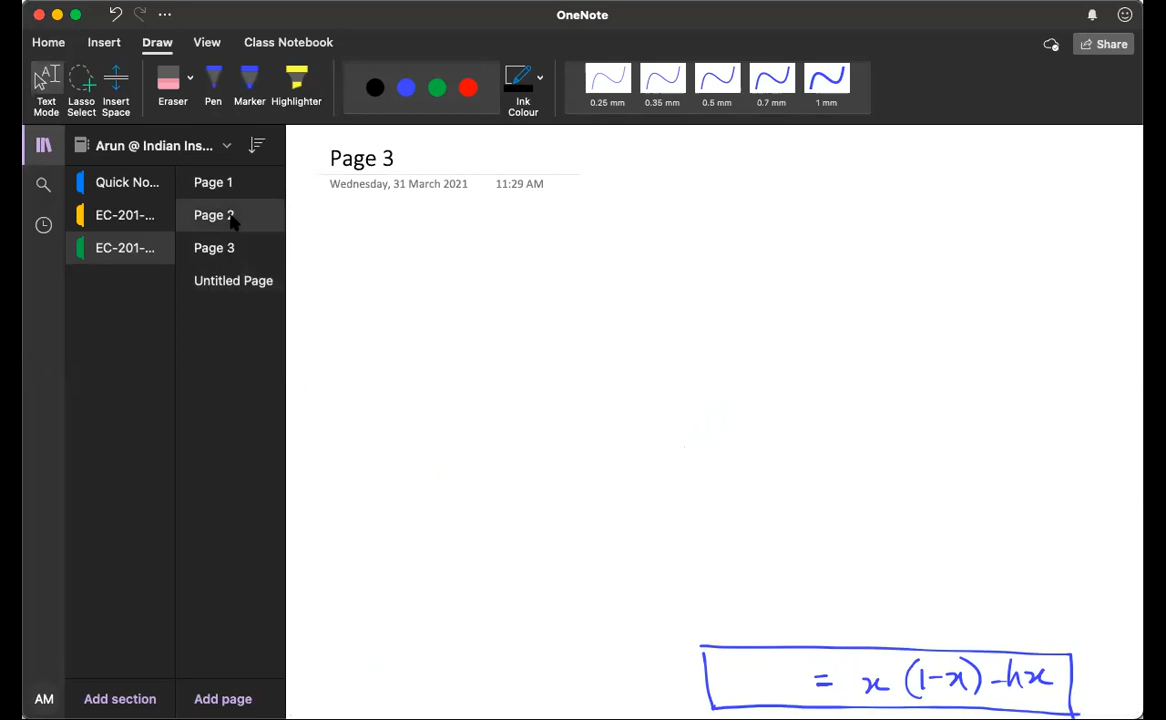 OneNote
Home Insert Draw View Class Notebook
Share
Text Mode
Lasso Select
Insert Space
Eraser
Pen
Marker
Highlighter
Ink Colour
0.25 mm
0.35 mm
0.5 mm
0.7 mm
1 mm
Arun @ Indian Ins...
Quick No...
EC-201-...
EC-201-...
Page 1
Page 2
Page 3
Untitled Page
Page 3
Wednesday, 31 March 2021 11:29 AM
= x (1-x) - hx
AM
Add section
Add page